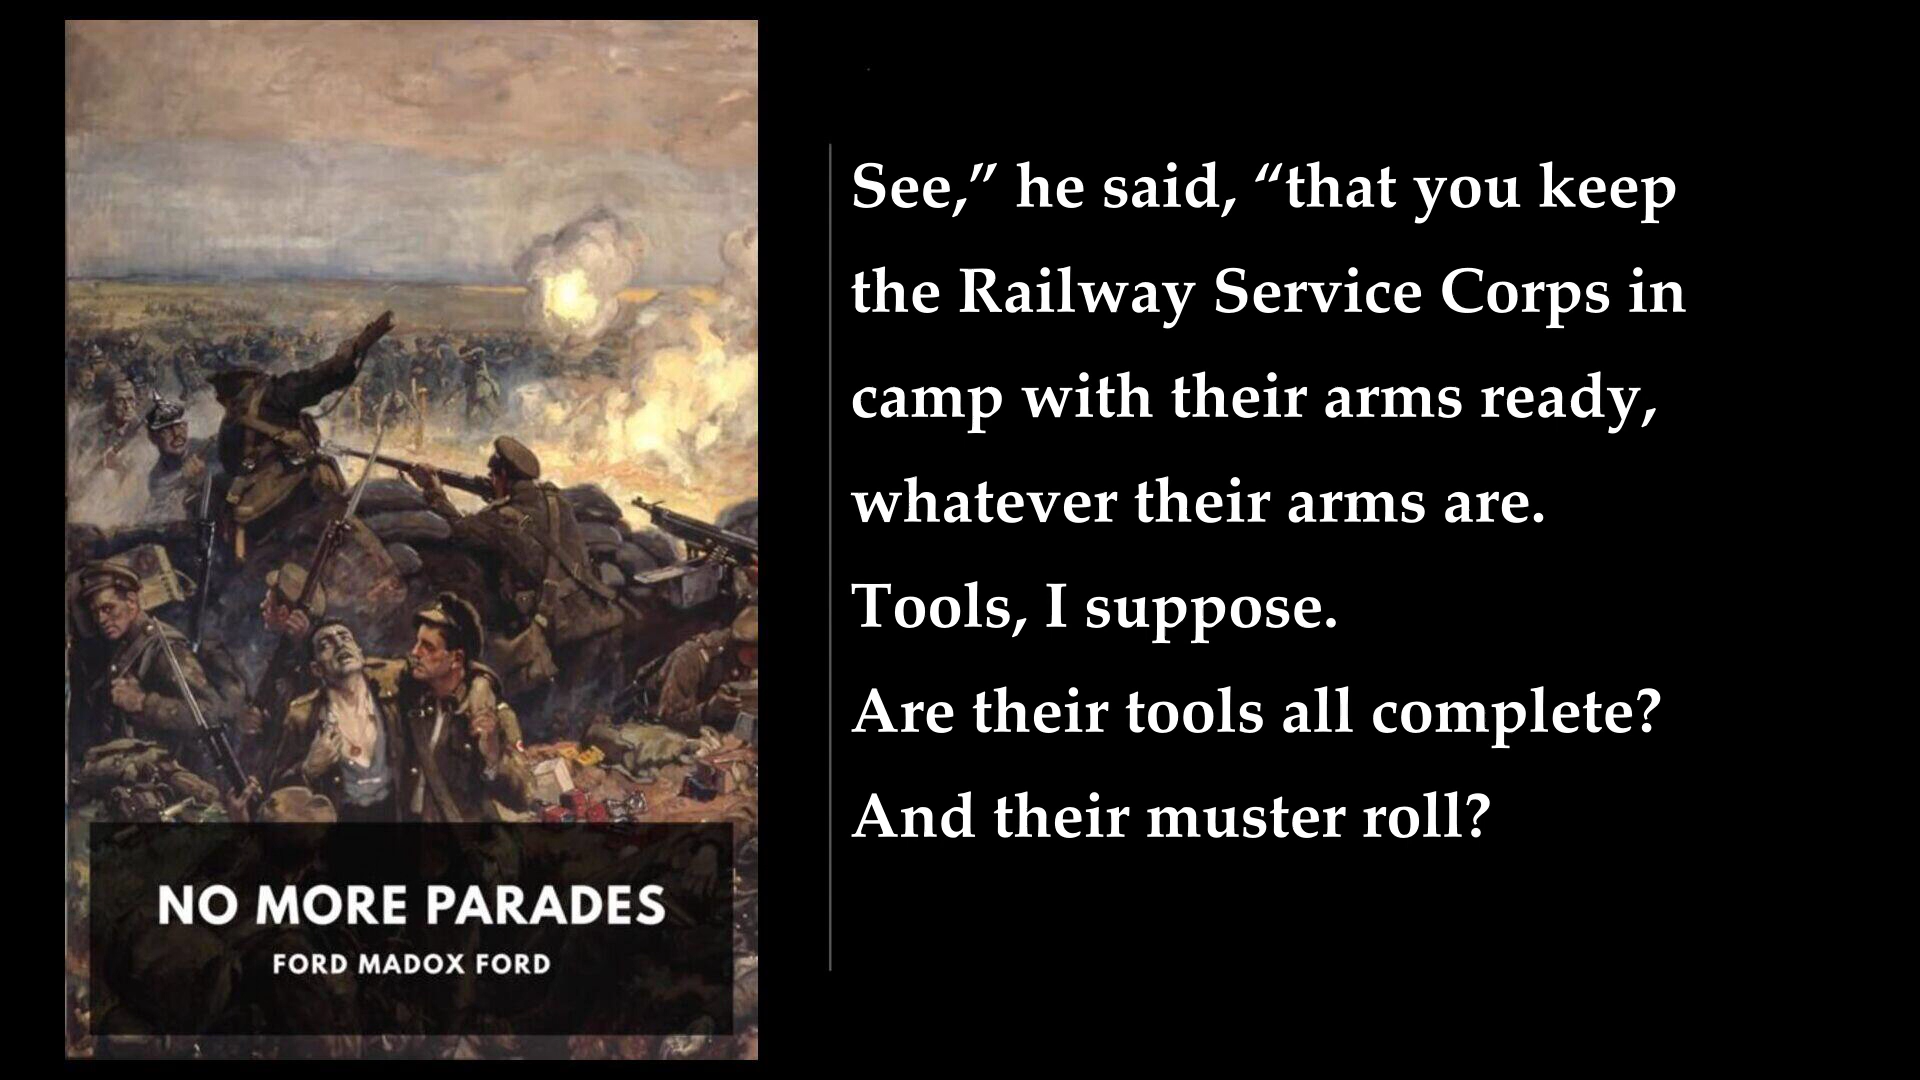 See,” he said, “that you keep
the Railway Service Corps in
camp with their arms ready,
whatever their arms are.
Tools, I suppose.
Are their tools all complete?
And their muster roll?
NO MORE PARADES
FORD MADOX FORD